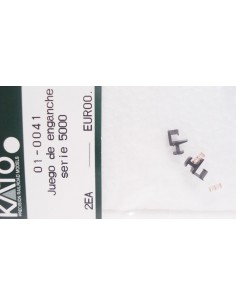 KATO
PRECISION RAILROAD MODELS
01-0041
Juego de enganche
serie 5000
2EA
EUR00.